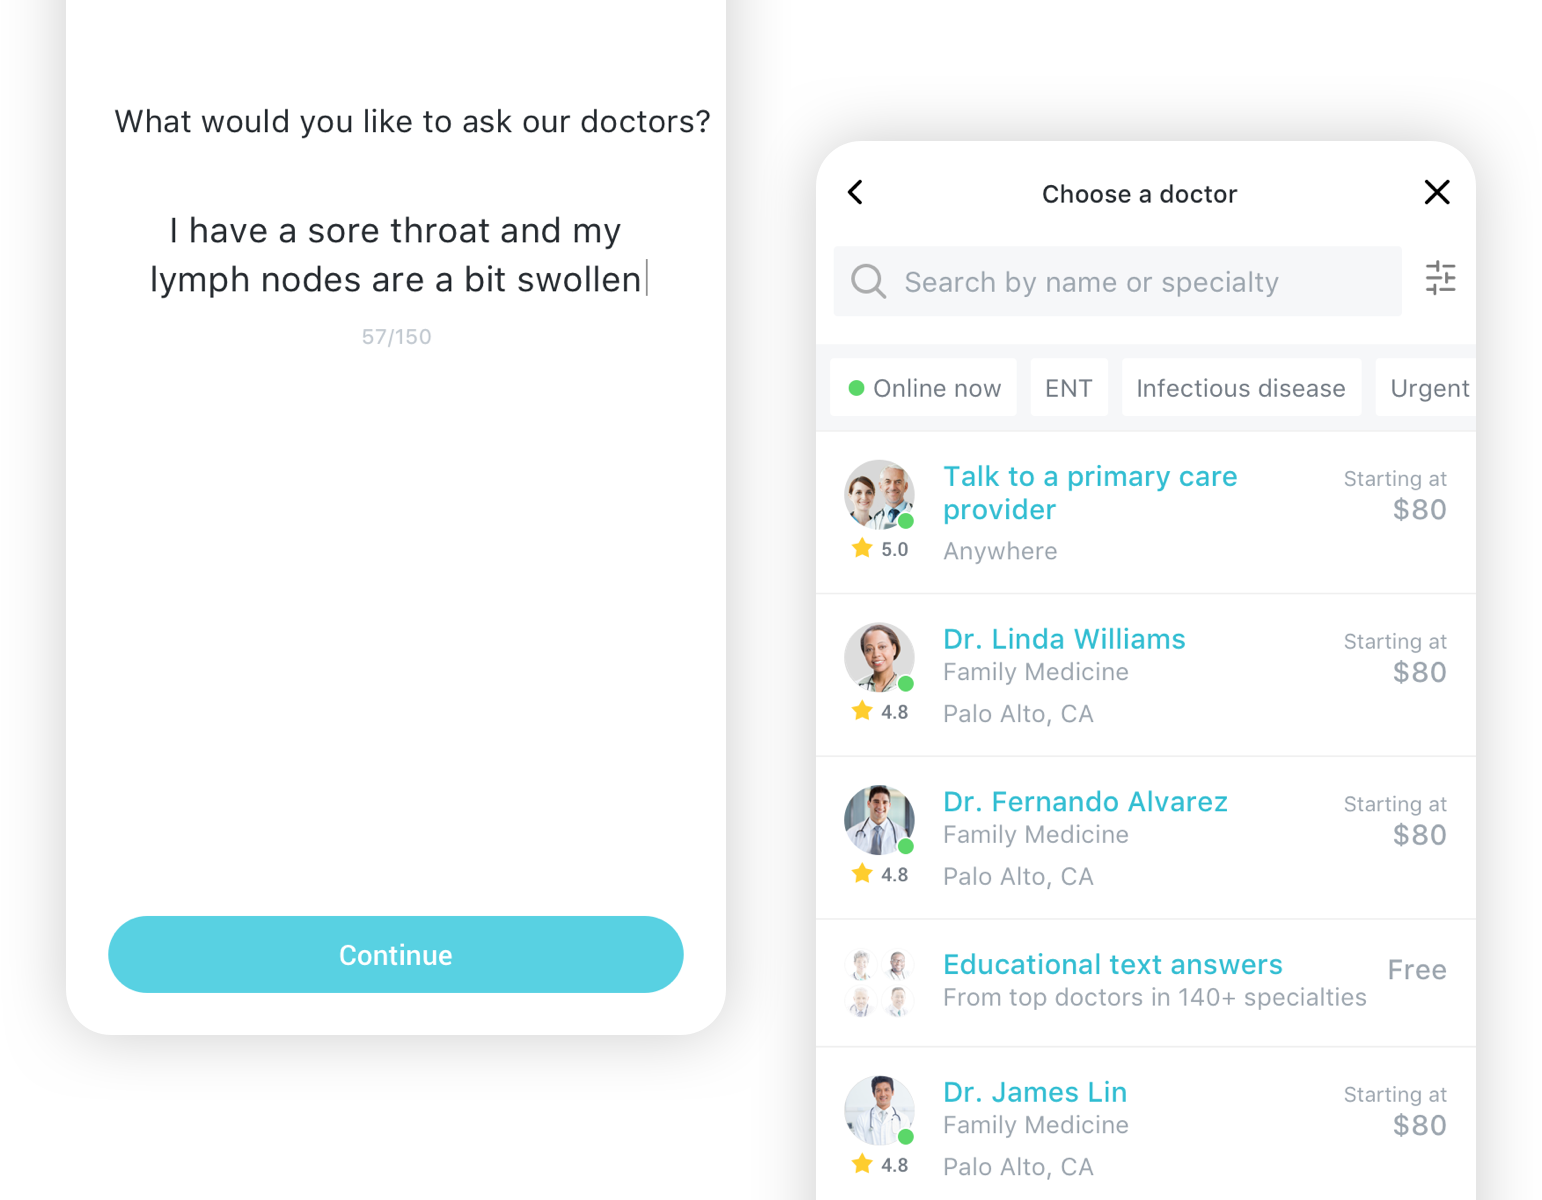 What would you like to ask our doctors?
I have a sore throat and my
lymph nodes are a bit swollen
57/150
Continue
Choose a doctor
Search by name or specialty
Online now
ENT
Infectious disease
Urgent
Talk to a primary care
provider
Anywhere
5.0
Starting at
$80
Dr. Linda Williams
Family Medicine
Palo Alto, CA
4.8
Starting at
$80
Dr. Fernando Alvarez
Family Medicine
Palo Alto, CA
4.8
Starting at
$80
Educational text answers
From top doctors in 140+ specialties
Free
Dr. James Lin
Family Medicine
Palo Alto, CA
4.8
Starting at
$80